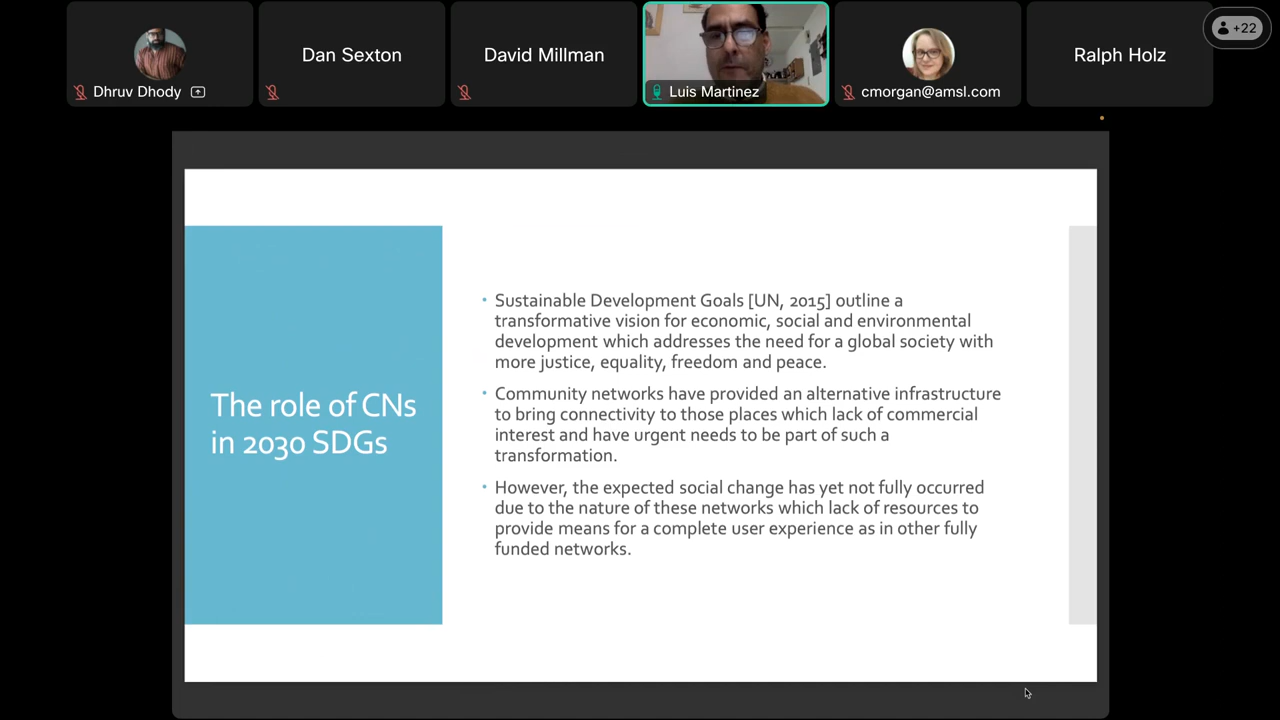 Dhruv Dhody
Dan Sexton
David Millman
Luis Martinez
cmorgan@amsl.com
Ralph Holz
+22
The role of CNs
in 2030 SDGs
• Sustainable Development Goals [UN, 2015] outline a
transformative vision for economic, social and environmental
development which addresses the need for a global society with
more justice, equality, freedom and peace.
• Community networks have provided an alternative infrastructure
to bring connectivity to those places which lack of commercial
interest and have urgent needs to be part of such a
transformation.
• However, the expected social change has yet not fully occurred
due to the nature of these networks which lack of resources to
provide means for a complete user experience as in other fully
funded networks.